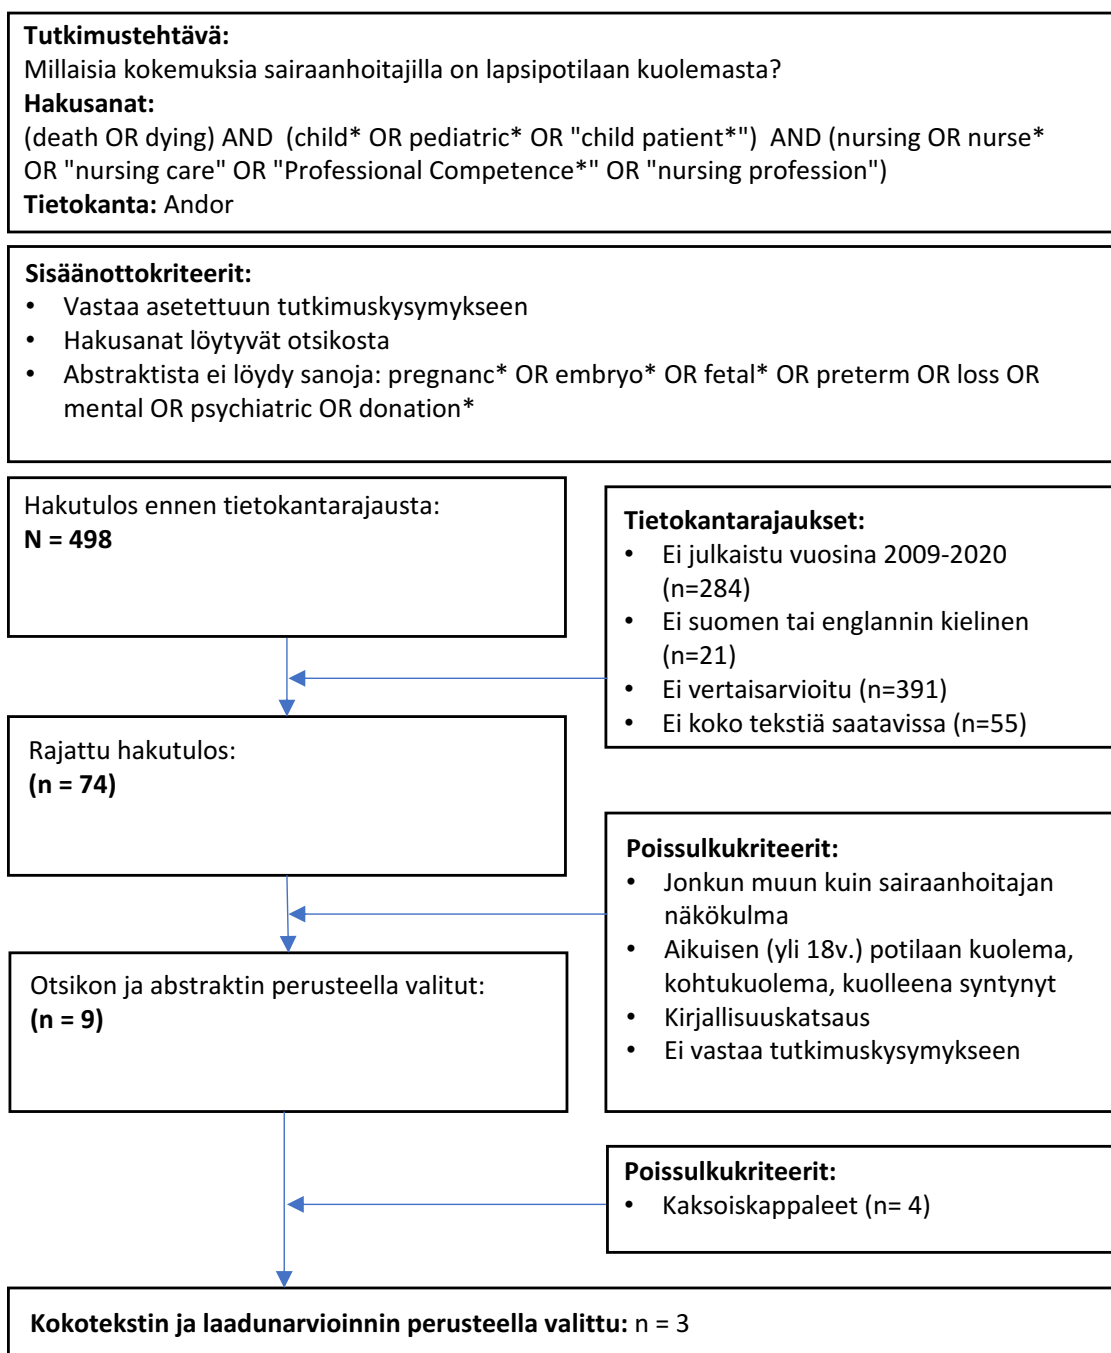 Tutkimustehtävä:
Millaisia kokemuksia sairaanhoitajilla on lapsipotilaan kuolemasta?
Hakusanat:
(death OR dying) AND (child* OR pediatric* OR "child patient*") AND (nursing OR nurse*
OR "nursing care" OR "Professional Competence*" OR "nursing profession")
Tietokanta: Andor
Sisäänottokriteerit:
• Vastaa asetettuun tutkimuskysymykseen
• Hakusanat löytyvät otsikosta
• Abstraktista ei löydy sanoja: pregnanc* OR embryo* OR fetal* OR preterm OR loss OR
mental OR psychiatric OR donation*
Hakutulos ennen tietokantarajausta:
N = 498
Tietokantarajaukset:
• Ei julkaistu vuosina 2009-2020
(n=284)
• Ei suomen tai englannin kielinen
(n=21)
• Ei vertaisarvioitu (n=391)
• Ei koko tekstiä saatavissa (n=55)
Rajattu hakutulos:
(n = 74)
Poissulkukriteerit:
• Jonkun muun kuin sairaanhoitajan
näkökulma
• Aikuisen (yli 18v.) potilaan kuolema,
kohtukuolema, kuolleena syntynyt
• Kirjallisuuskatsaus
• Ei vastaa tutkimuskysymykseen
Otsikon ja abstraktin perusteella valitut:
(n = 9)
Poissulkukriteerit:
• Kaksoiskappaleet (n= 4)
Kokotekstin ja laadunarvioinnin perusteella valittu: n = 3